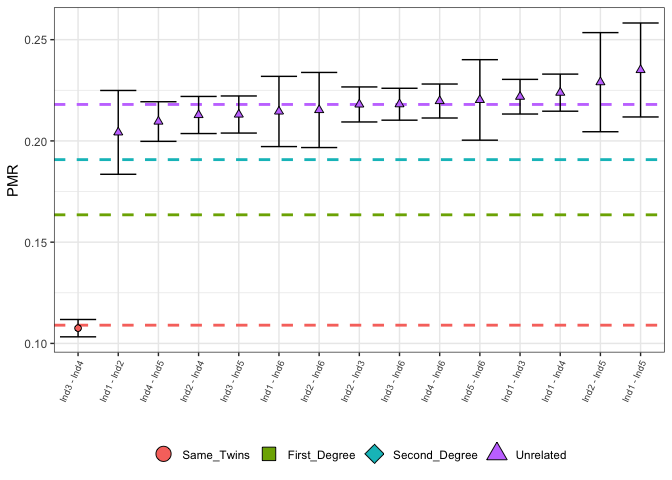 0.25
0.20
0.15
0.10
PMR
Ind3 - Ind4
Ind1 - Ind2
Ind4 - Ind5
Ind2 - Ind4
Ind3 - Ind5
Ind1 - Ind6
Ind2 - Ind6
Ind2 - Ind3
Ind3 - Ind6
Ind4 - Ind6
Ind5 - Ind6
Ind1 - Ind3
Ind1 - Ind4
Ind2 - Ind5
Ind1 - Ind5
Same_Twins First_Degree Second_Degree Unrelated